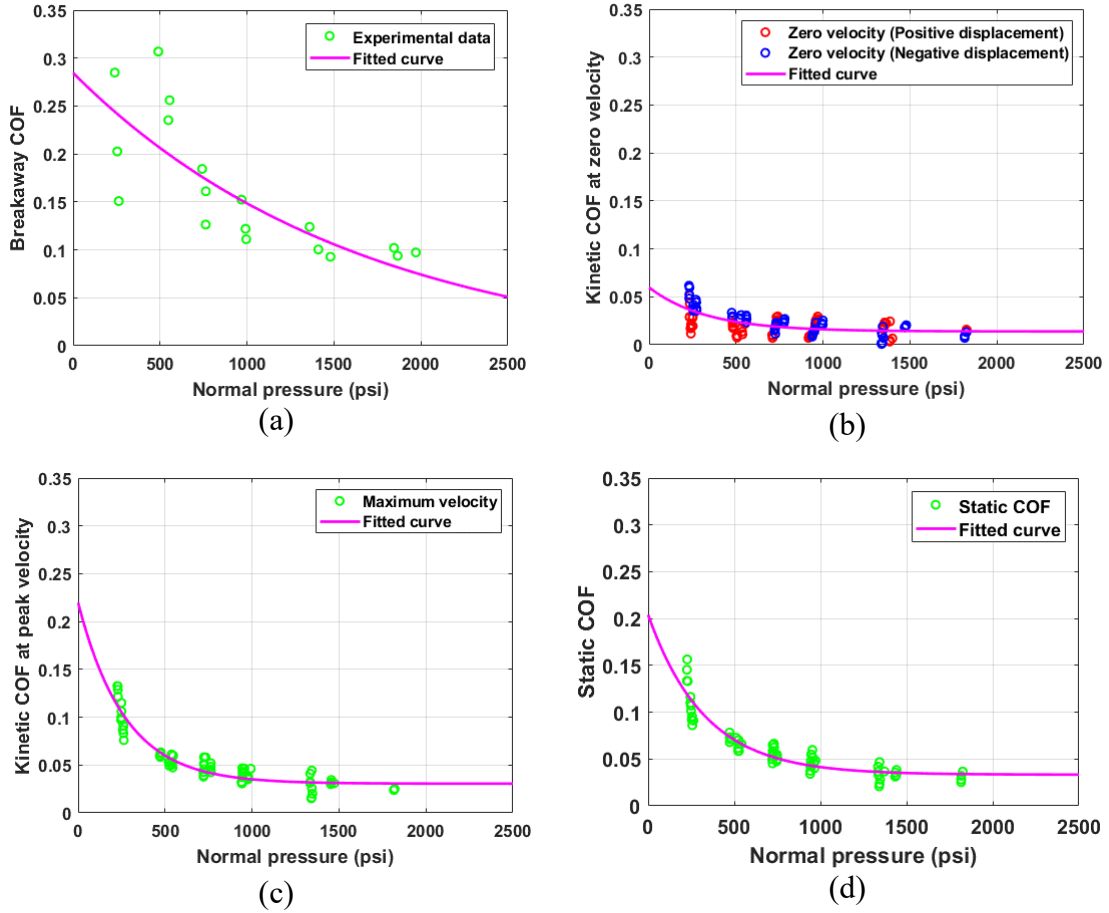 0.35
0.3
0.25
0.2
0.15
0.1
0.05
0
Breakaway COF
Experimental data
Fitted curve
0 500 1000 1500 2000 2500
Normal pressure (psi)
(a)
0.35
0.3
0.25
0.2
0.15
0.1
0.05
0
Kinetic COF at zero velocity
Zero velocity (Positive displacement)
Zero velocity (Negative displacement)
Fitted curve
0 500 1000 1500 2000 2500
Normal pressure (psi)
(b)
0.35
0.3
0.25
0.2
0.15
0.1
0.05
0
Kinetic COF at peak velocity
Maximum velocity
Fitted curve
0 500 1000 1500 2000 2500
Normal pressure (psi)
(c)
0.35
0.3
0.25
0.2
0.15
0.1
0.05
0
Static COF
Static COF
Fitted curve
0 500 1000 1500 2000 2500
Normal pressure (psi)
(d)